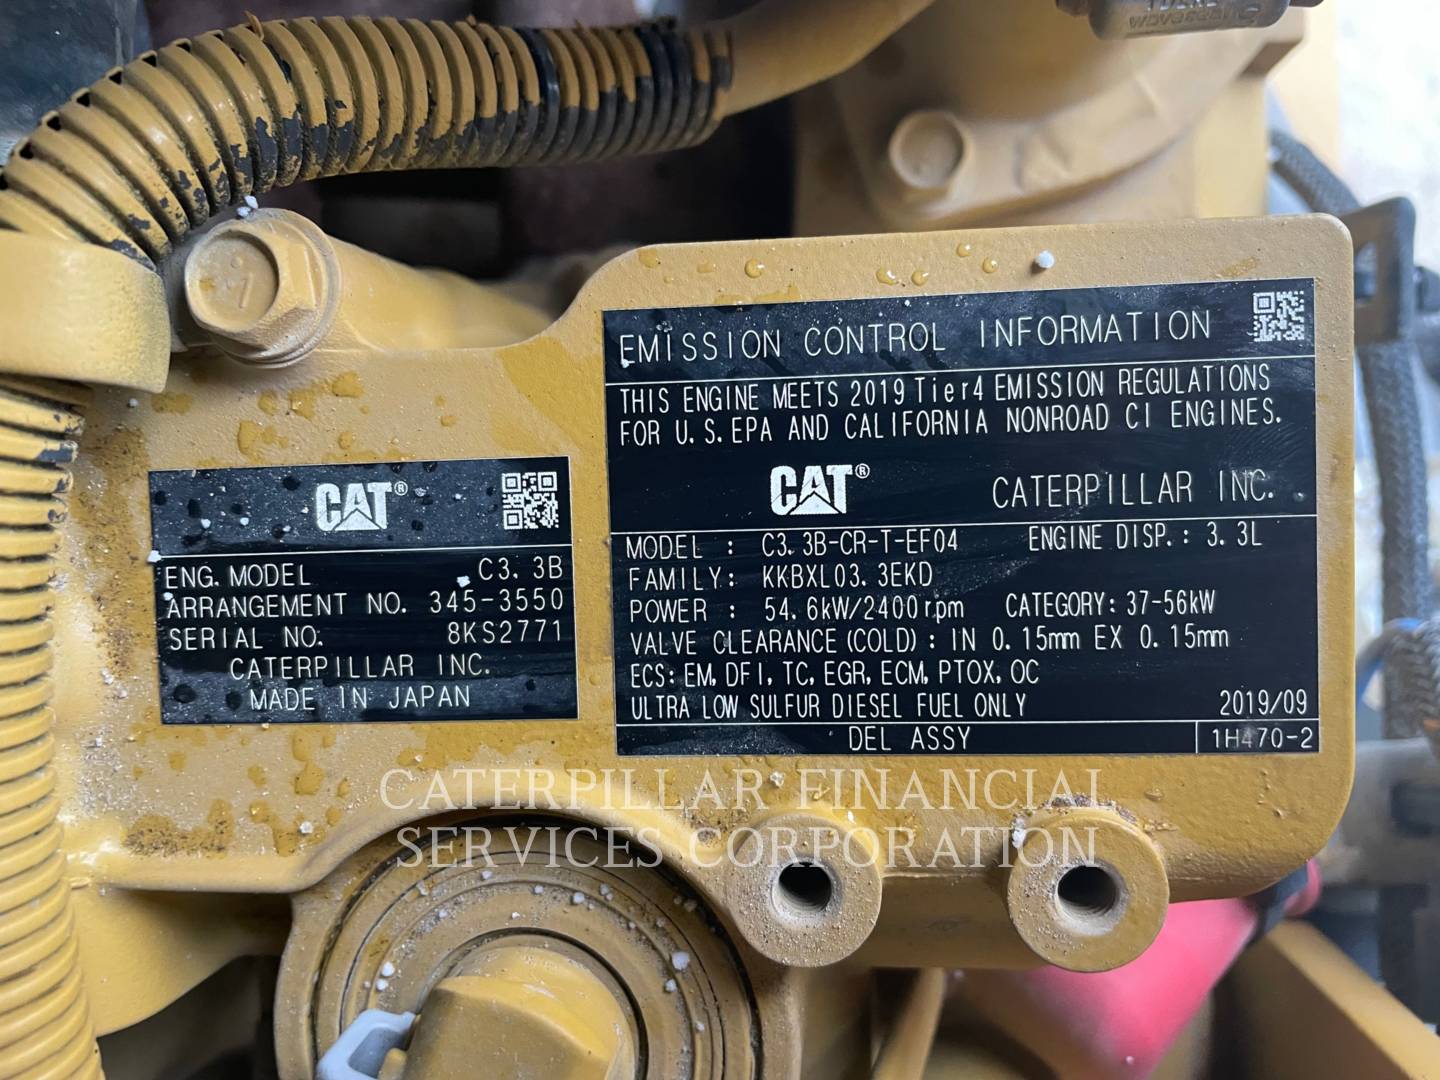 CAT®
ENG. MODEL C3.3B
ARRANGEMENT NO. 345-3550
SERIAL NO. 8KS2771
CATERPILLAR INC.
MADE IN JAPAN
EMISSION CONTROL INFORMATION
THIS ENGINE MEETS 2019 Tier4 EMISSION REGULATIONS
FOR U.S.EPA AND CALIFORNIA NONROAD CI ENGINES.
CAT® CATERPILLAR INC.
MODEL : C3.3B-CR-T-EF04 ENGINE DISP.: 3.3L
FAMILY: KKBXL03.3EKD
POWER : 54.6kW/2400rpm CATEGORY: 37-56kW
VALVE CLEARANCE (COLD) : IN 0.15mm EX 0.15mm
ECS: EM, DFI, TC, EGR, ECM, PTOX, OC
ULTRA LOW SULFUR DIESEL FUEL ONLY 2019/09
DEL ASSY 1H470-2
CATERPILLAR FINANCIAL
SERVICES CORPORATION